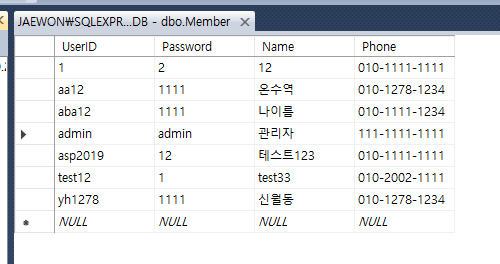 JAEWON₩SQLEXPR...DB - dbo.Member
UserID Password Name Phone
1 2 12 010-1111-1111
aa12 1111 온수역 010-1278-1234
aba12 1111 나이름 010-1111-1234
admin admin 관리자 111-1111-1111
asp2019 12 테스트123 010-1111-1111
test12 1 test33 010-2002-1111
yh1278 1111 신월동 010-1278-1234
NULL NULL NULL NULL